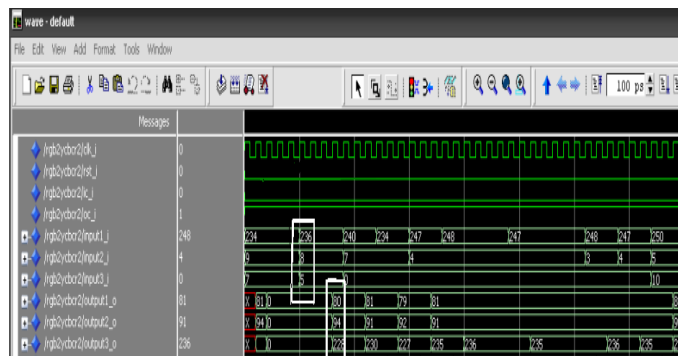 wave - default
File Edit View Add Format Tools Window
100 ps
Messages
/rgb2ycbcr2/clk_i 0
/rgb2ycbcr2/rst_i 0
/rgb2ycbcr2/ic_i 0
/rgb2ycbcr2/oc_i 1
/rgb2ycbcr2/input1_i 248 234 236 240 234 247 248 247 248 247 250
/rgb2ycbcr2/input2_i 4 9 8 7 4 3 4 5
/rgb2ycbcr2/input3_i 0 7 5 0 10
/rgb2ycbcr2/output1_o 81 X 81 0 80 81 79 81
/rgb2ycbcr2/output2_o 91 X 94 0 94 91 92 91
/rgb2ycbcr2/output3_o 236 X 0 228 230 227 235 236 235 236 235